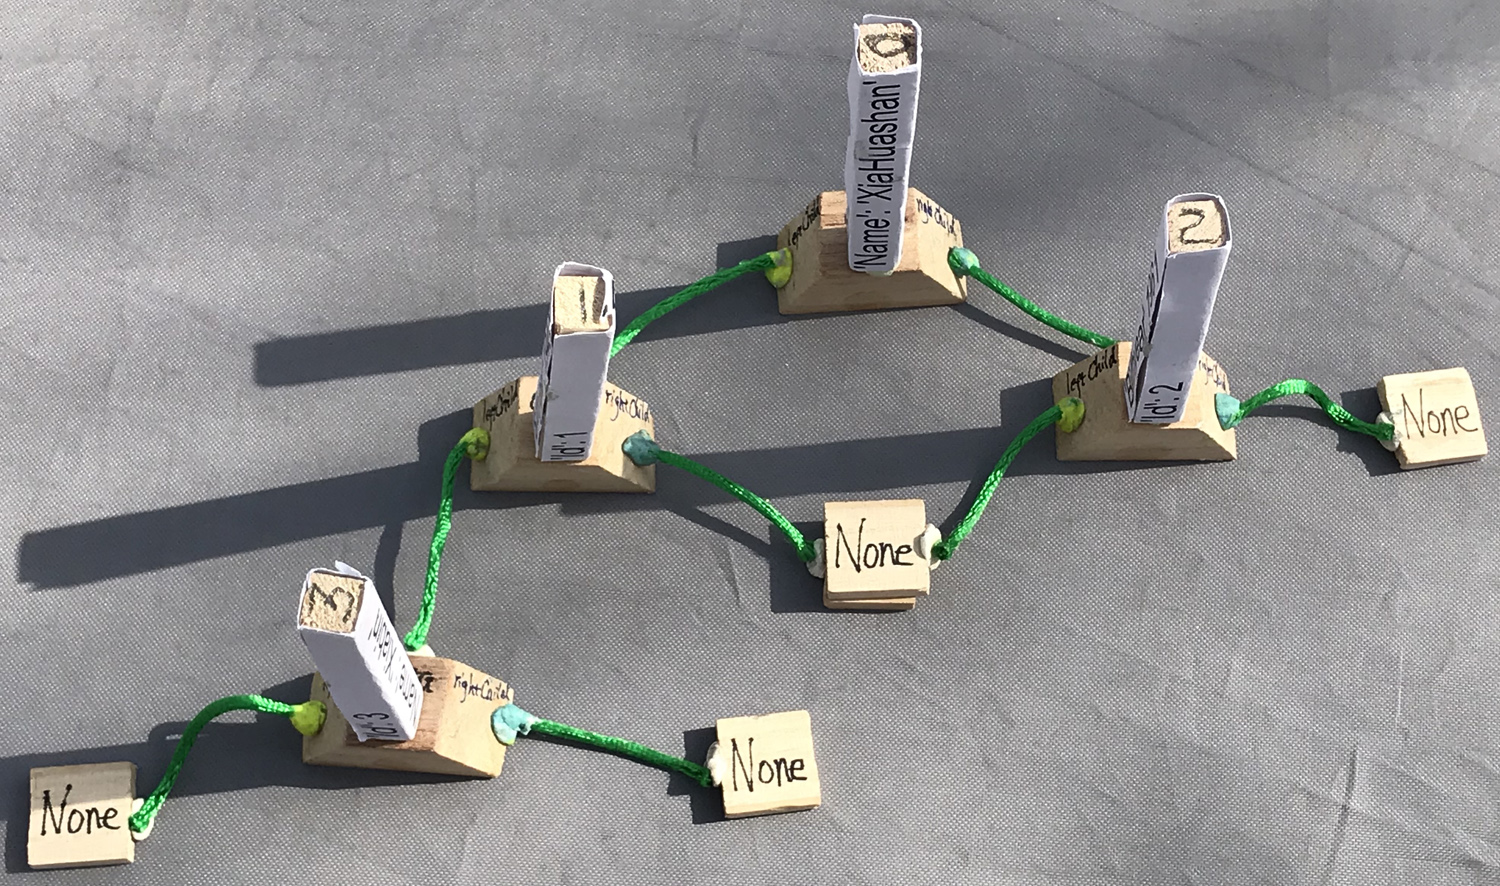 0
'Name': 'XiaHuashan'
leftChild
rightChild
2
leftChild
rightChild
'Id': 2
None
1
leftChild
rightChild
'Id': 1
None
3
rightChild
'Id': 3
None
None